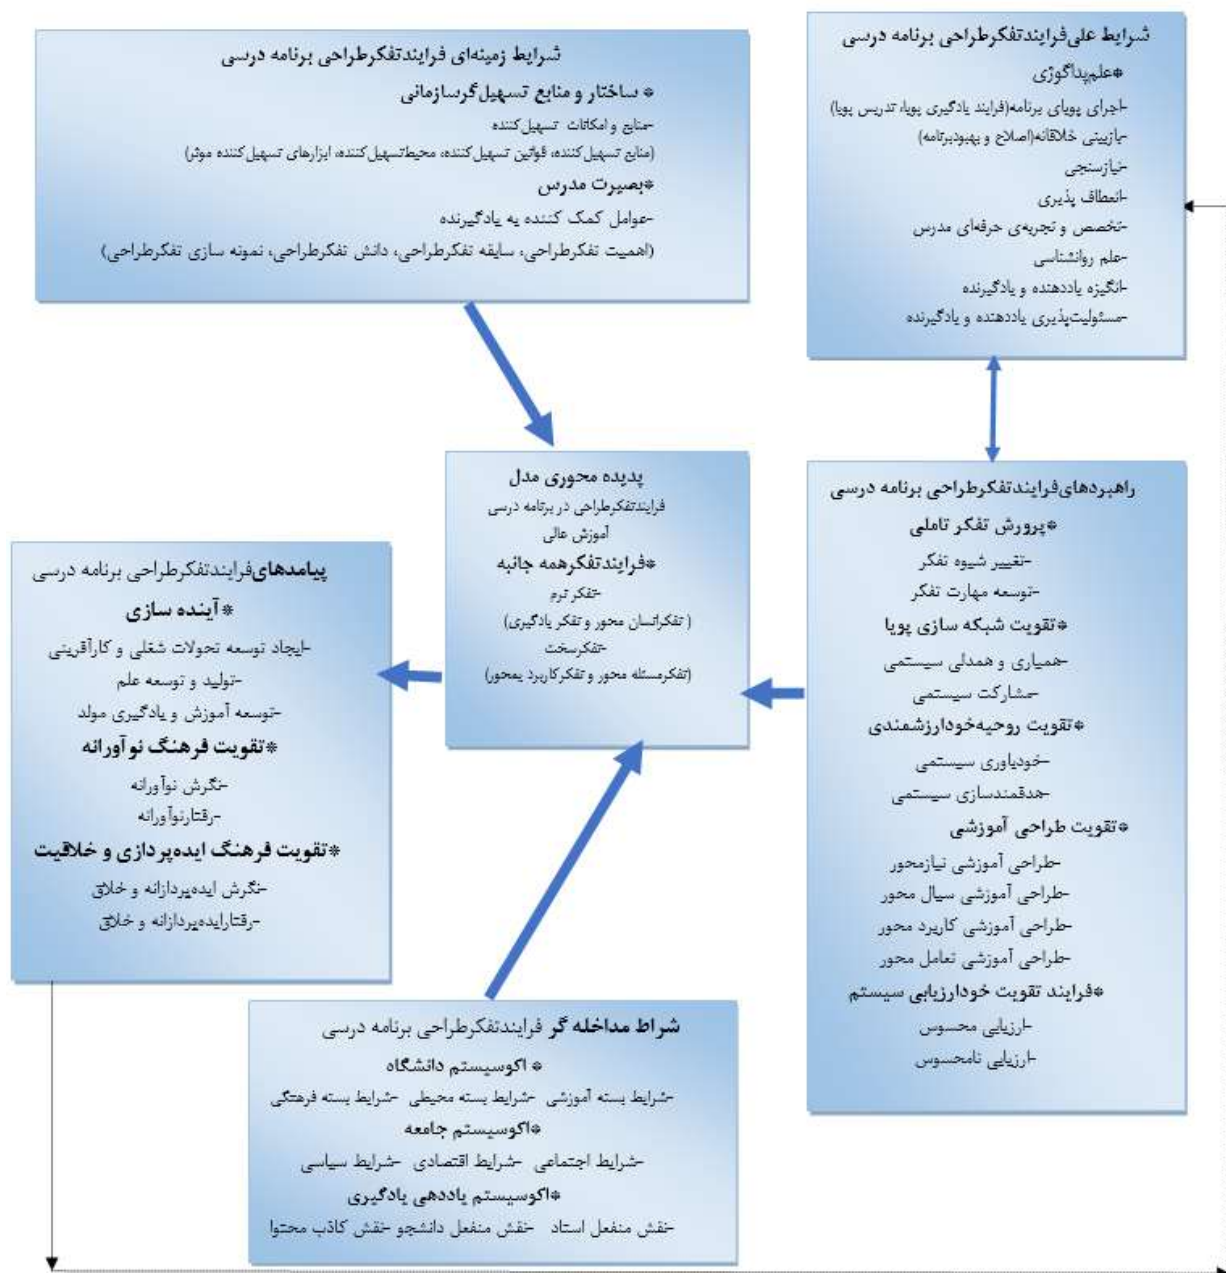 شرایط علی‌فرایندتفکرطراحی برنامه درسی
*علم‌پداگوژی
-اجرای پویای برنامه(فرایند یادگیری پویا، تدریس پویا)
-بازبینی خلاقانه(اصلاح و بهبودبرنامه)
-نیازسنجی
-انعطاف پذیری
-تخصص و تجربه‌ی حرفه‌ای مدرس
-علم روانشناسی
-انگیزه یاددهنده و یادگیرنده
-مسئولیت‌پذیری یاددهنده و یادگیرنده
شرایط زمینه‌ای فرایندتفکرطراحی برنامه درسی
* ساختار و منابع تسهیل‌گرسازمانی
-منابع و امکانات تسهیل‌کننده
(منابع تسهیل‌کننده، قوانین تسهیل‌کننده، محیط‌تسهیل‌کننده، ابزارهای تسهیل‌کننده موثر)
*بصیرت مدرس
-عوامل کمک کننده به یادگیرنده
(اهمیت تفکرطراحی، سابقه تفکرطراحی، دانش تفکرطراحی، نمونه سازی تفکرطراحی)
راهبردهای‌فرایندتفکرطراحی برنامه درسی
*پرورش تفکر تاملی
-تغییر شیوه تفکر
-توسعه مهارت تفکر
*تقویت شبکه سازی پویا
-همیاری و همدلی سیستمی
-مشارکت سیستمی
*تقویت روحیه‌خودارزشمندی
-خودباوری سیستمی
-هدفمندسازی سیستمی
*تقویت طراحی آموزشی
-طراحی آموزشی نیازمحور
-طراحی آموزشی سیال محور
-طراحی آموزشی کاربرد محور
-طراحی آموزشی تعامل محور
*فرایند تقویت خودارزیابی سیستم
-ارزیابی محسوس
-ارزیابی نامحسوس
پدیده محوری مدل
فرایندتفکرطراحی در برنامه درسی
آموزش عالی
*فرایندتفکرهمه جانبه
-تفکر نرم
( تفکرانسان محور و تفکر یادگیری)
-تفکرسخت
(تفکرمسئله محور و تفکرکاربرد یمحور)
پیامدهای‌فرایندتفکرطراحی برنامه درسی
*آینده سازی
-ایجاد توسعه تحولات شغلی و کارآفرینی
-تولید و توسعه علم
-توسعه آموزش و یادگیری مولد
*تقویت فرهنگ نوآورانه
-نگرش نوآورانه
-رفتارنوآورانه
*تقویت فرهنگ ایده‌پردازی و خلاقیت
-نگرش ایده‌پردازانه و خلاق
-رفتارایده‌پردازانه و خلاق
شراط مداخله گر فرایندتفکرطراحی برنامه درسی
* اکوسیستم دانشگاه
-شرایط بسته آموزشی -شرایط بسته محیطی -شرایط بسته فرهنگی
*اکوسیستم جامعه
-شرایط اجتماعی -شرایط اقتصادی -شرایط سیاسی
*اکوسیستم یاددهی یادگیری
-نقش منفعل استاد -نقش منفعل دانشجو -نقش کاذب محتوا